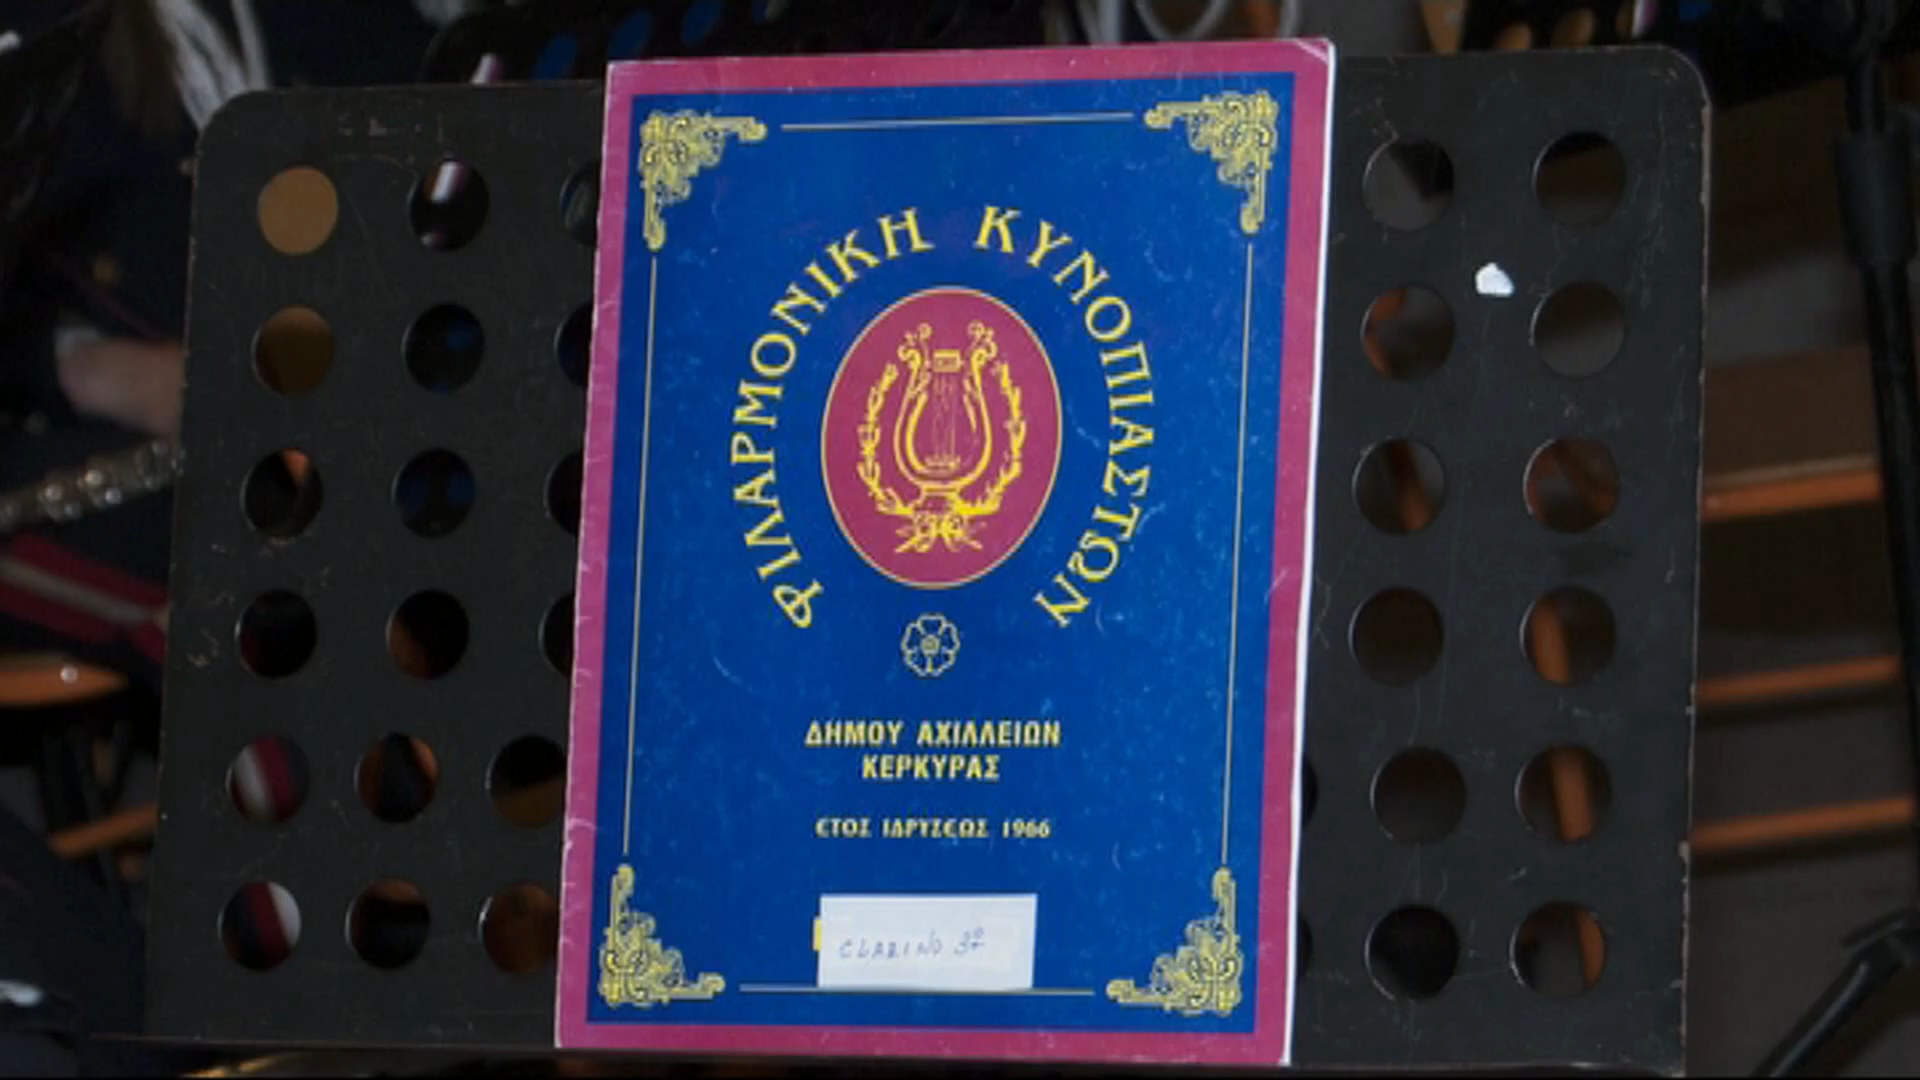 ΦΙΛΑΡΜΟΝΙΚΗ ΚΥΝΟΠΙΑΣΤΩΝ
ΔΗΜΟΥ ΑΧΙΛΛΕΙΩΝ
ΚΕΡΚΥΡΑΣ
ΕΤΟΣ ΙΔΡΥΣΕΩΣ 1966
CLARINO 3º